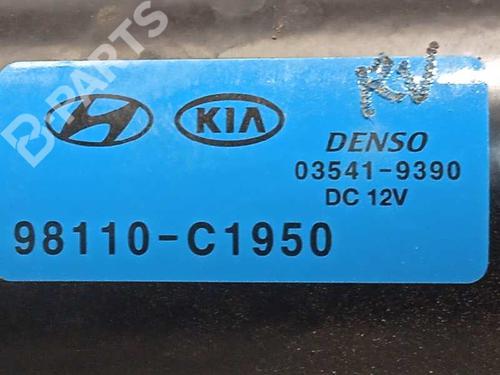 B-PARTS
RV
KIA
DENSO
03541-9390
DC 12V
98110-C1950